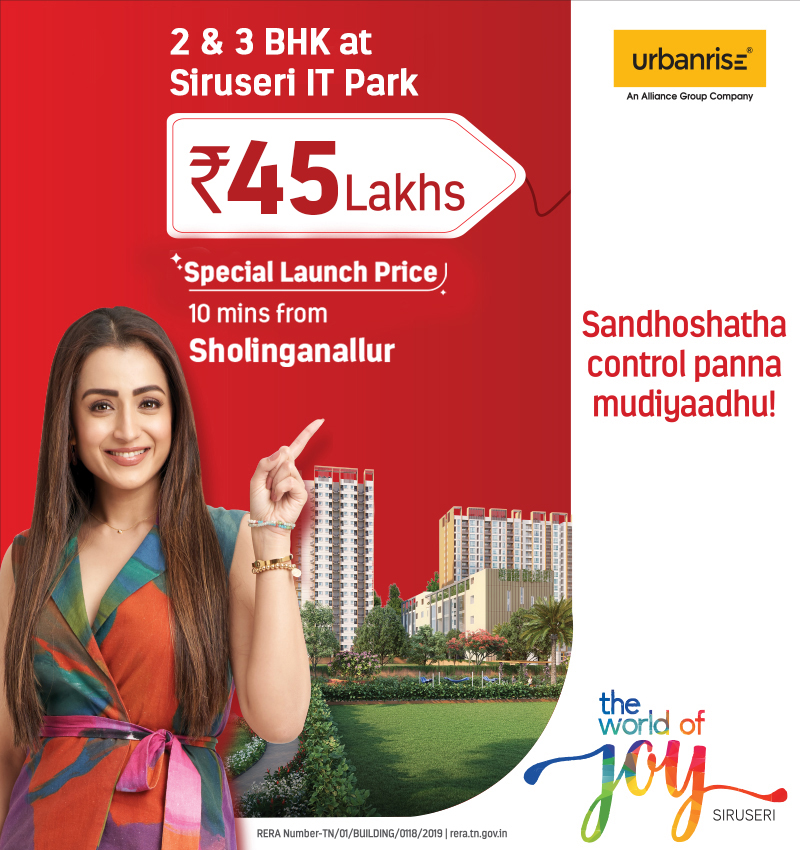 2 & 3 BHK at
Siruseri IT Park
₹45 Lakhs
Special Launch Price
10 mins from
Sholinganallur
urbanrise®
An Alliance Group Company
Sandhoshatha
control panna
mudiyaadhu!
the
world of
joy
SIRUSERI
RERA Number-TN/01/BUILDING/0118/2019 | rera.tn.gov.in